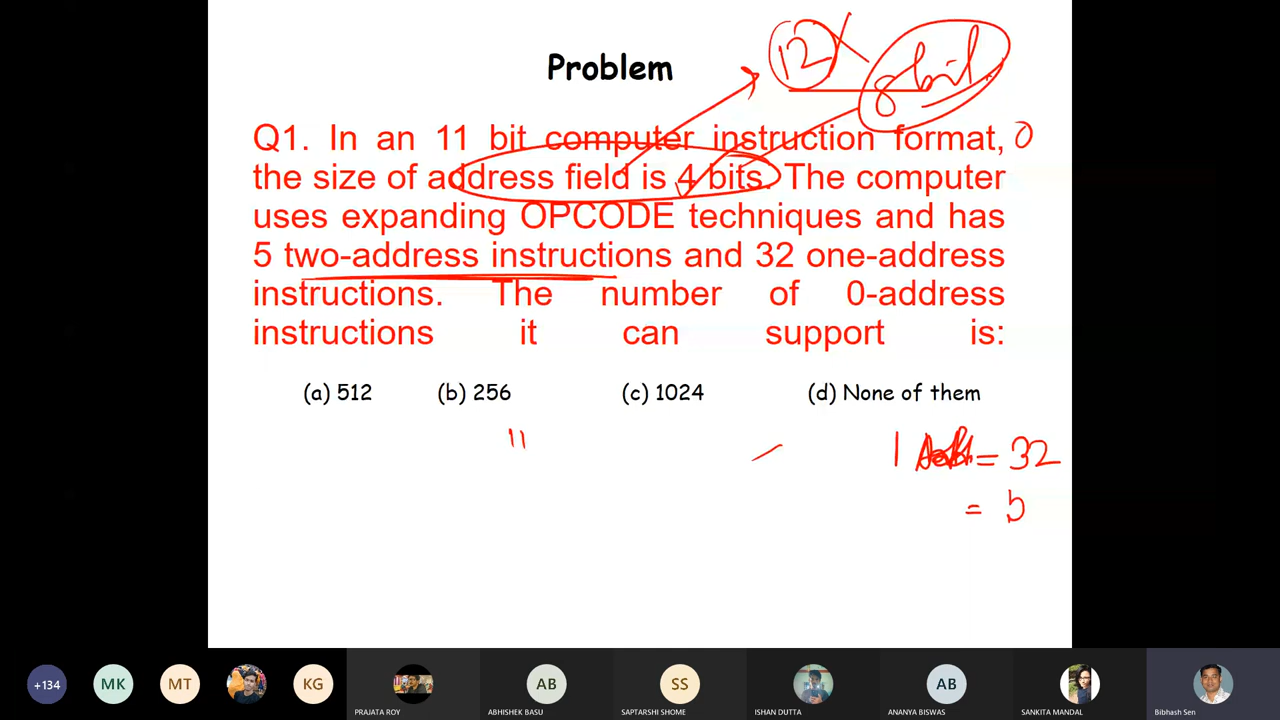 12
8 bit
Problem
Q1. In an 11 bit computer instruction format, 0
the size of address field is 4 bits. The computer
uses expanding OPCODE techniques and has
5 two-address instructions and 32 one-address
instructions. The number of 0-address
instructions it can support is:
(a) 512 (b) 256 (c) 1024 (d) None of them
11
1 = 32
= 5
+134 MK MT KG AB SS AB
PRAJATA ROY ABHISHEK BASU SAPTARSHI SHOME ISHAN DUTTA ANANYA BISWAS SANKITA MANDAL Bibhash Sen